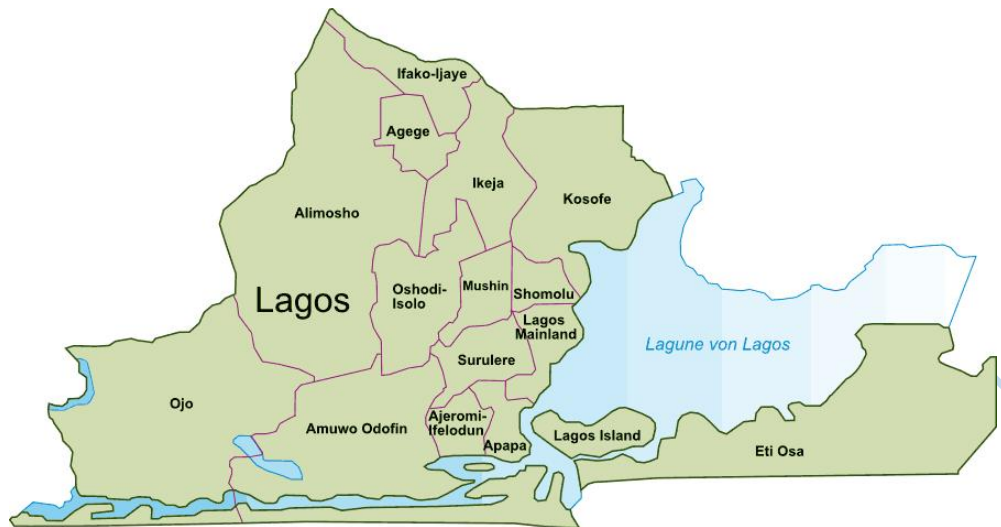 Ifako-Ijaye
Agege
Ikeja
Kosofe
Alimosho
Oshodi-
Isolo
Mushin
Shomolu
Lagos
Lagos
Mainland
Lagune von Lagos
Surulere
Ojo
Amuwo Odofin
Ajeromi-
Ifelodun
Apapa
Lagos Island
Eti Osa